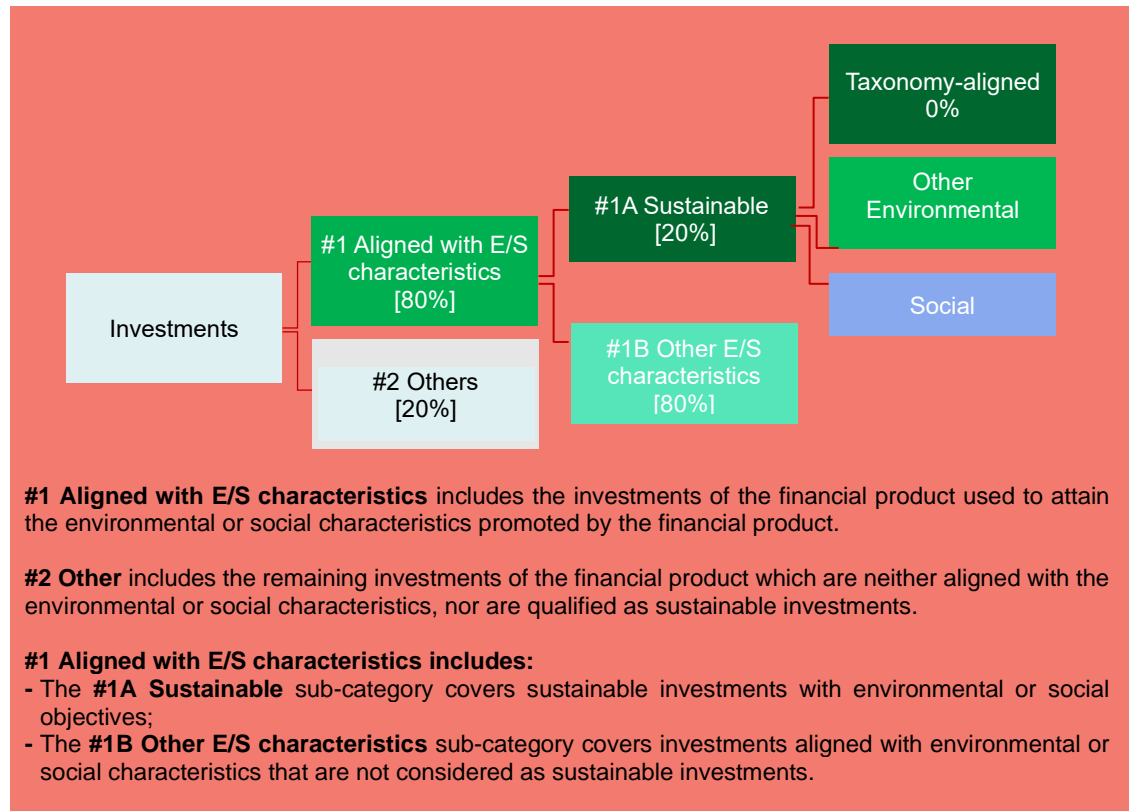 Taxonomy-aligned
0%
Other
Environmental
#1A Sustainable
[20%]
#1 Aligned with E/S
characteristics
[80%]
Social
Investments
#1B Other E/S
characteristics
[80%]
#2 Others
[20%]
#1 Aligned with E/S characteristics includes the investments of the financial product used to attain
the environmental or social characteristics promoted by the financial product.
#2 Other includes the remaining investments of the financial product which are neither aligned with the
environmental or social characteristics, nor are qualified as sustainable investments.
#1 Aligned with E/S characteristics includes:
- The #1A Sustainable sub-category covers sustainable investments with environmental or social
objectives;
- The #1B Other E/S characteristics sub-category covers investments aligned with environmental or
social characteristics that are not considered as sustainable investments.